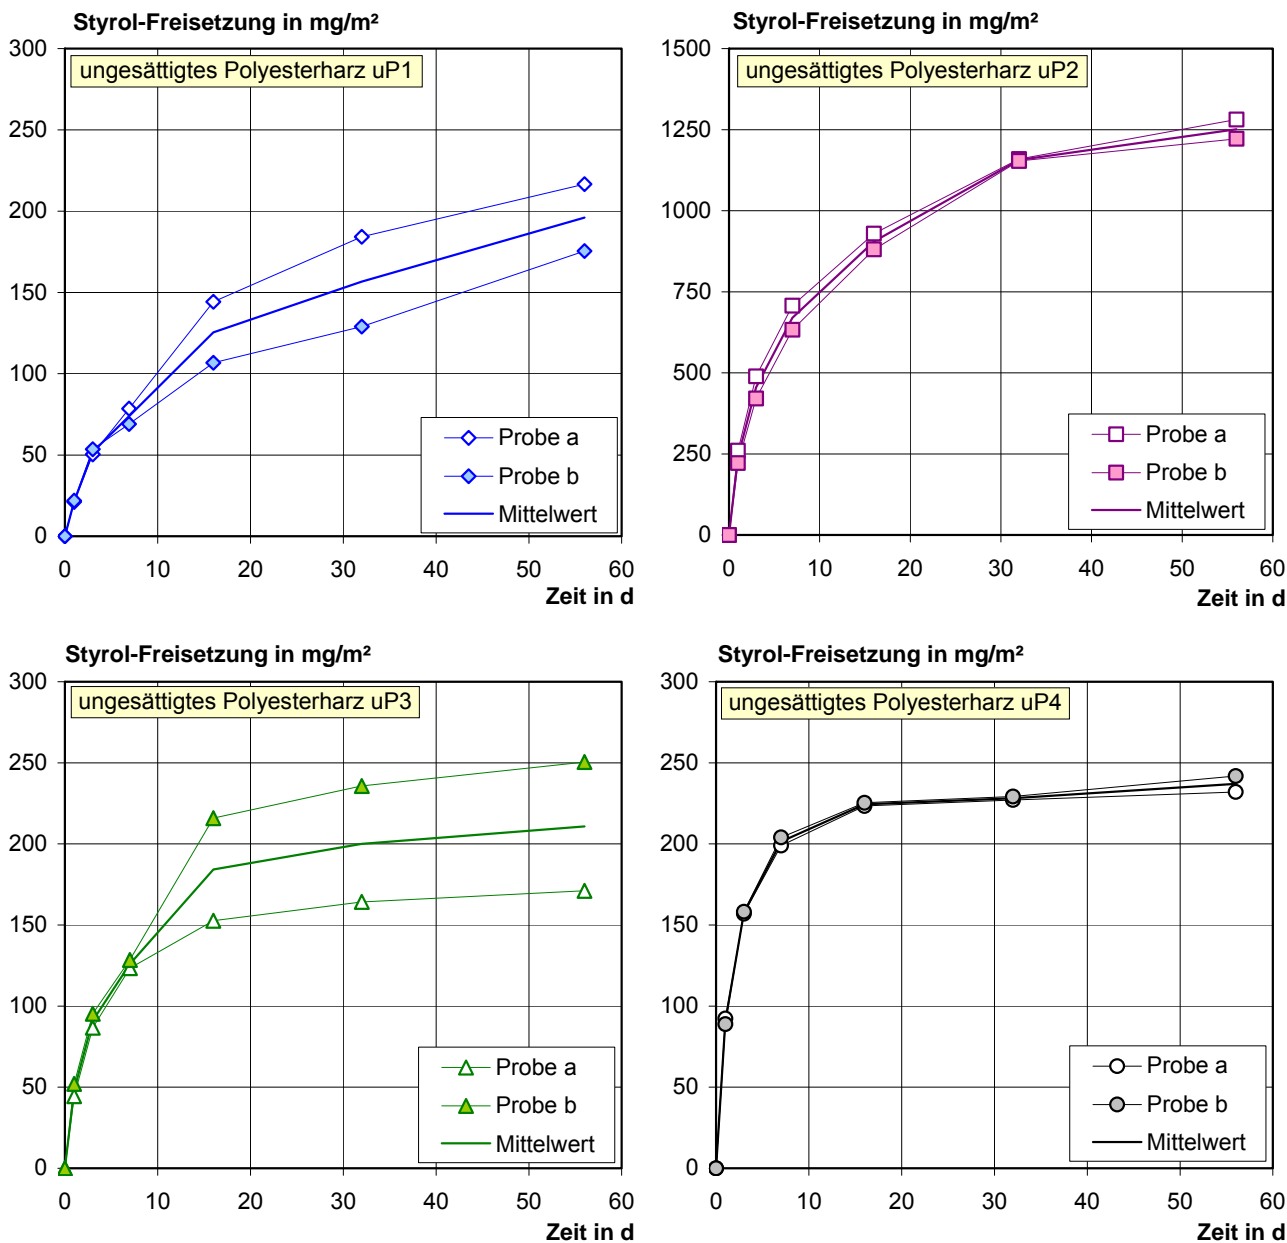 Styrol-Freisetzung in mg/m²
300
ungesättigtes Polyesterharz uP1
250
200
150
100
50
0
Probe a
Probe b
Mittelwert
0 10 20 30 40 50 60
Zeit in d
Styrol-Freisetzung in mg/m²
1500
ungesättigtes Polyesterharz uP2
1250
1000
750
500
250
0
Probe a
Probe b
Mittelwert
0 10 20 30 40 50 60
Zeit in d
Styrol-Freisetzung in mg/m²
300
ungesättigtes Polyesterharz uP3
250
200
150
100
50
0
Probe a
Probe b
Mittelwert
0 10 20 30 40 50 60
Zeit in d
Styrol-Freisetzung in mg/m²
300
ungesättigtes Polyesterharz uP4
250
200
150
100
50
0
Probe a
Probe b
Mittelwert
0 10 20 30 40 50 60
Zeit in d